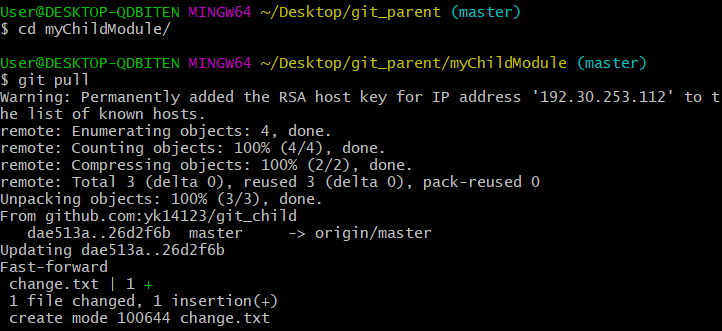 User@DESKTOP-QDBITEN MINGW64 ~/Desktop/git_parent (master)
$ cd myChildModule/
User@DESKTOP-QDBITEN MINGW64 ~/Desktop/git_parent/myChildModule (master)
$ git pull
Warning: Permanently added the RSA host key for IP address '192.30.253.112' to t
he list of known hosts.
remote: Enumerating objects: 4, done.
remote: Counting objects: 100% (4/4), done.
remote: Compressing objects: 100% (2/2), done.
remote: Total 3 (delta 0), reused 3 (delta 0), pack-reused 0
Unpacking objects: 100% (3/3), done.
From github.com:yk14123/git_child
   dae513a..26d2f6b  master     -> origin/master
Updating dae513a..26d2f6b
Fast-forward
 change.txt | 1 +
 1 file changed, 1 insertion(+)
 create mode 100644 change.txt